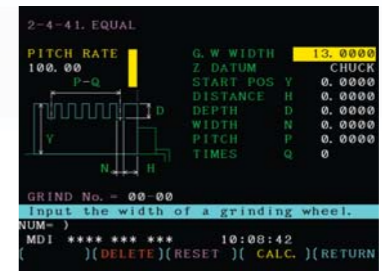 2-4-41. EQUAL
PITCH RATE
100. 00
G. W WIDTH 13. 0000
Z DATUM CHUCK
START POS Y 0. 0000
DISTANCE H 0. 0000
DEPTH D 0. 0000
WIDTH N 0. 0000
PITCH P 0. 0000
TIMES Q 0
P-Q
D
Y
N
H
GRIND No. = 00-00
Input the width of a grinding wheel.
NUM= )
MDI **** *** *** 10:08:42
( )(DELETE)(RESET )( CALC. )(RETURN